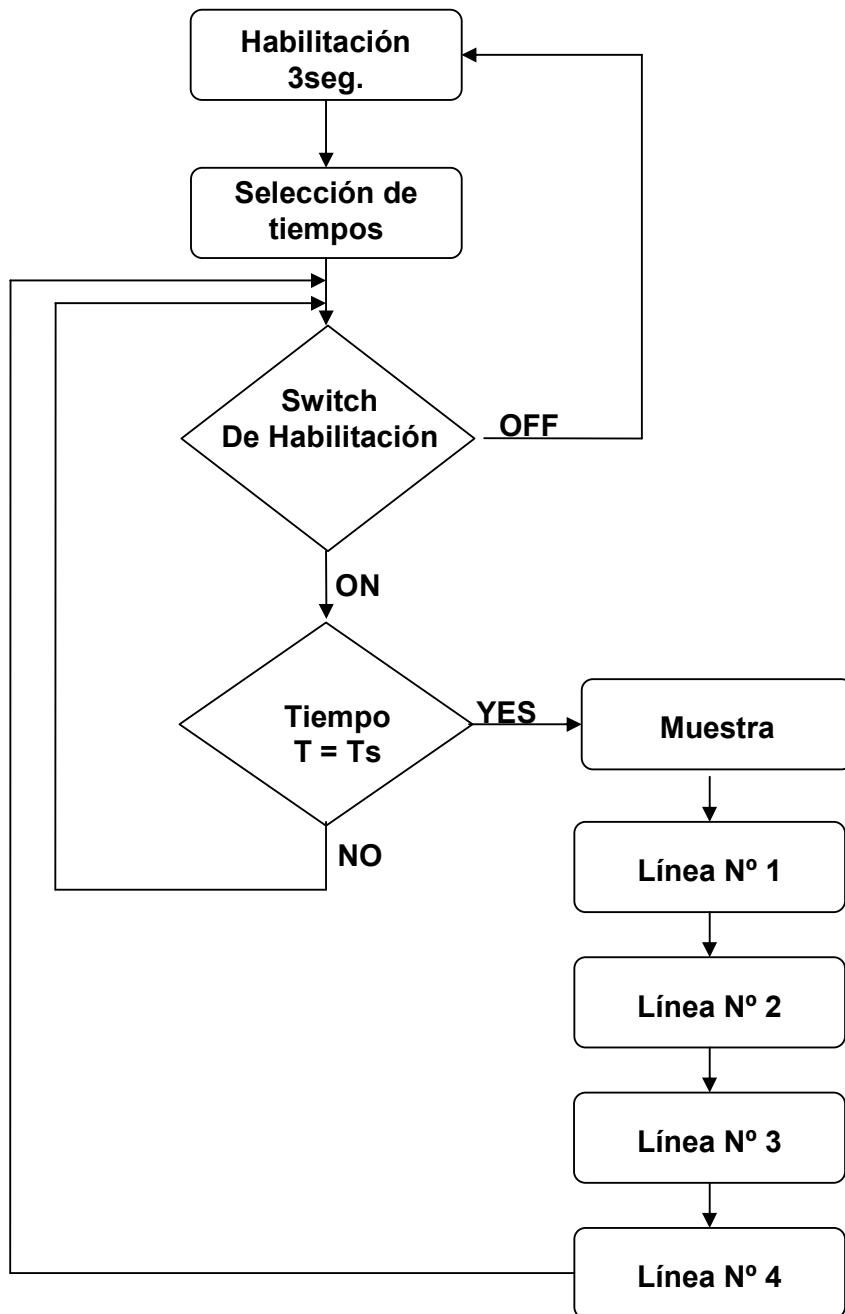 Habilitación
3seg.
Selección de
tiempos
Switch
De Habilitación
OFF
ON
Tiempo
T = Ts
YES
NO
Muestra
Línea Nº 1
Línea Nº 2
Línea Nº 3
Línea Nº 4